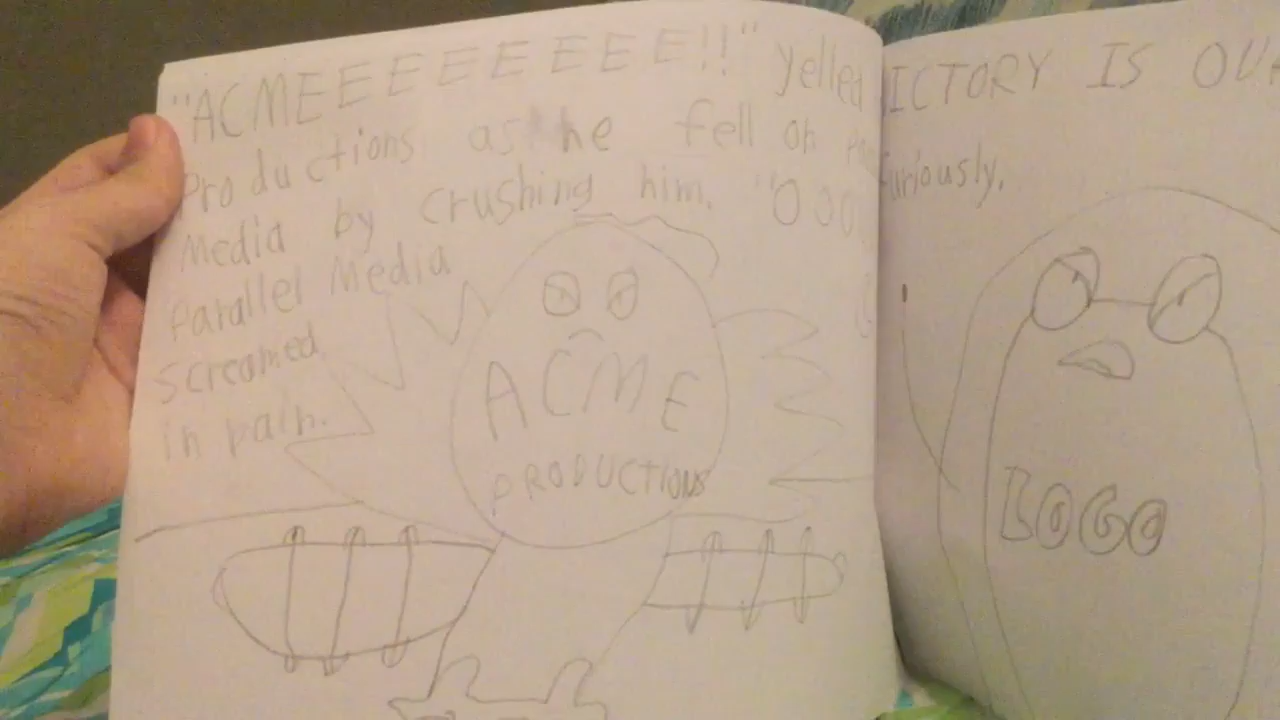 "ACMEEEEEEEEE!!" yelled
Productions as he fell on
Media by crushing him. "OOO
Parallel Media
screamed
in pain.
ACME
PRODUCTIONS
ICTORY IS OU
furiously.
LOGO